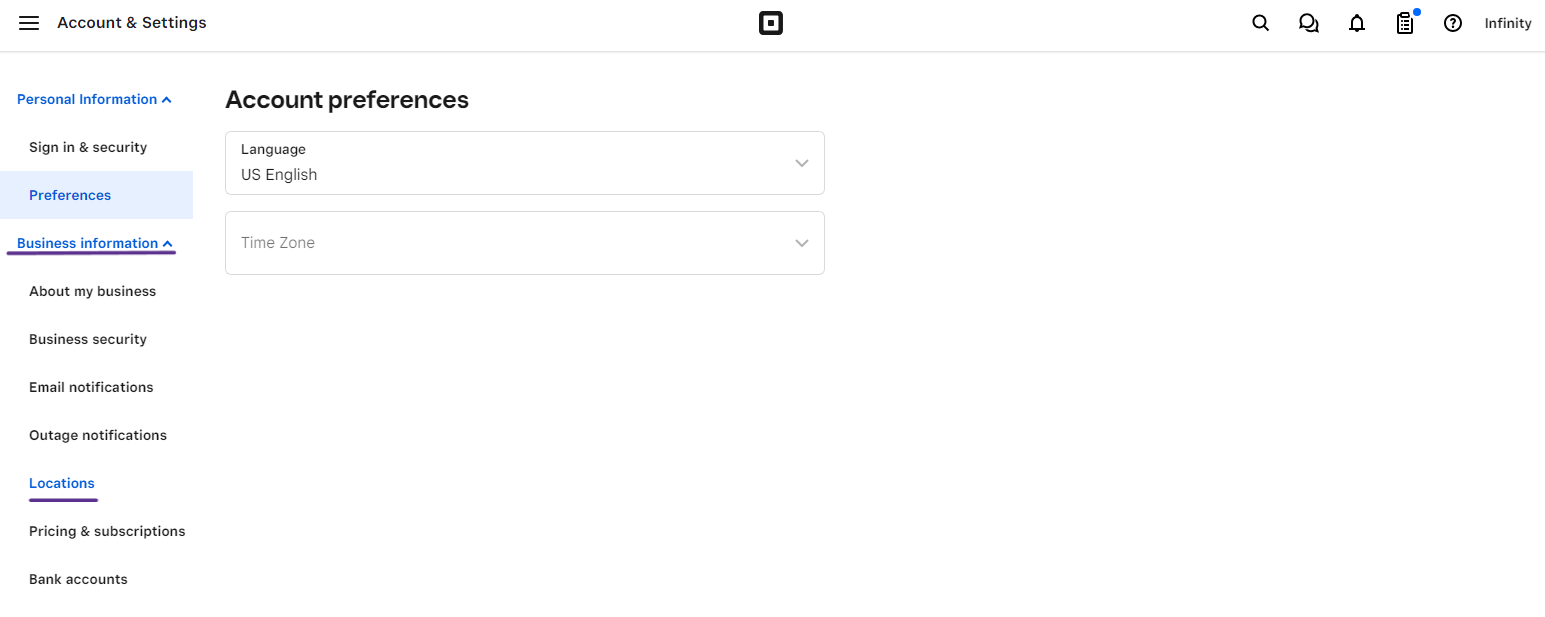 Account & Settings
Infinity
Personal Information
Sign in & security
Preferences
Business information
About my business
Business security
Email notifications
Outage notifications
Locations
Pricing & subscriptions
Bank accounts
Account preferences
Language
US English
Time Zone